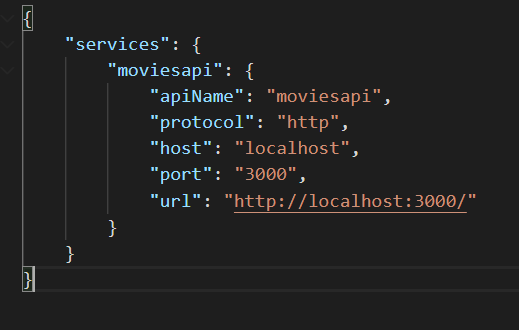 {
    "services": {
        "moviesapi": {
            "apiName": "moviesapi",
            "protocol": "http",
            "host": "localhost",
            "port": "3000",
            "url": "http://localhost:3000/"
        }
    }
}